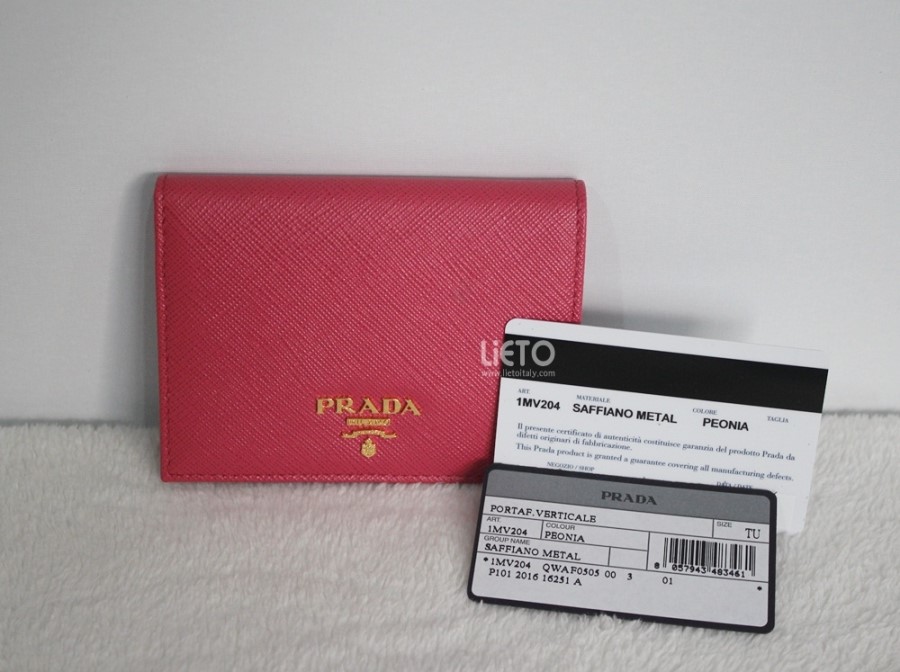 PRADA
LiETO
www.lietoitaly.com
ART. MATERIALE COLORE TAGLIA
1MV204 SAFFIANO METAL PEONIA
Il presente certificato di autenticità costituisce garanzia del prodotto Prada da
difetti originari di fabbricazione.
This Prada product is granted a guarantee covering all manufacturing defects.
NEGOZIO / SHOP DATA / DATE
PRADA
PORTAF.VERTICALE SIZE TU
ART. COLOUR
1MV204 PEONIA
GROUP NAME
SAFFIANO METAL
*1MV204 QWAF0505 00 3 01 *
P101 2016 16251 A
8 057943 483461